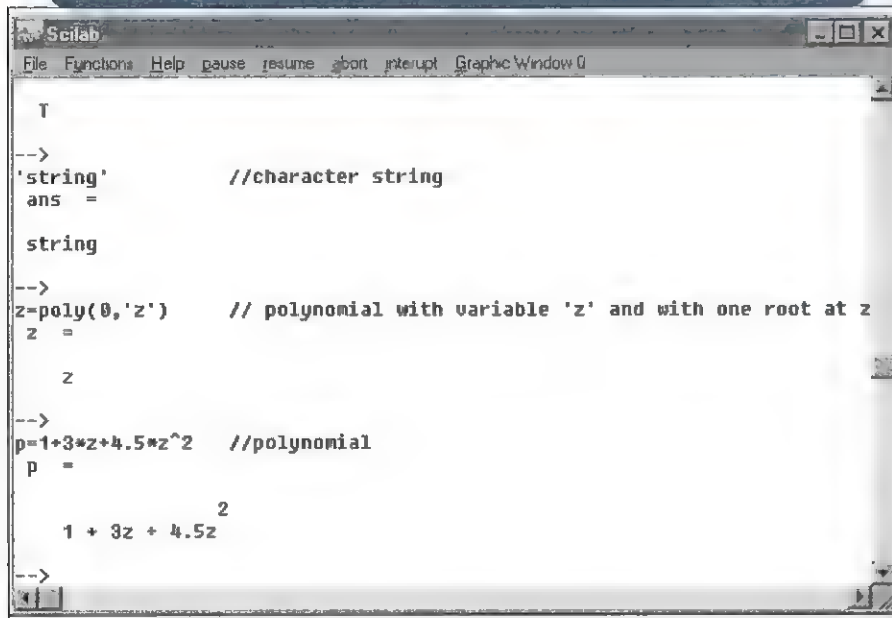 Scilab
File Functions Help pause resume abort interupt Graphic Window 0
T
-->
'string' //character string
ans =
string
-->
z=poly(0,'z') // polynomial with variable 'z' and with one root at z
z =
z
-->
p=1+3*z+4.5*z^2 //polynomial
p =
2
1 + 3z + 4.5z
-->